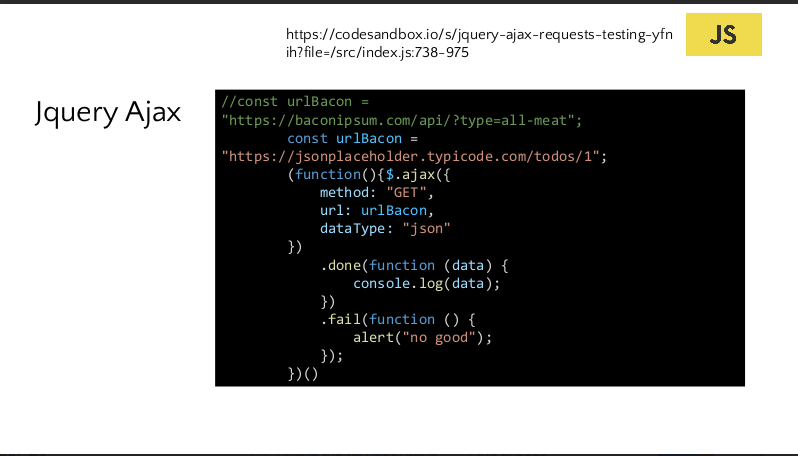 https://codesandbox.io/s/jquery-ajax-requests-testing-yfn
ih?file=/src/index.js:738-975
JS
Jquery Ajax
//const urlBacon =
"https://baconipsum.com/api/?type=all-meat";
const urlBacon =
"https://jsonplaceholder.typicode.com/todos/1";
(function(){$.ajax({
method: "GET",
url: urlBacon,
dataType: "json"
})
.done(function (data) {
console.log(data);
})
.fail(function () {
alert("no good");
});
})()